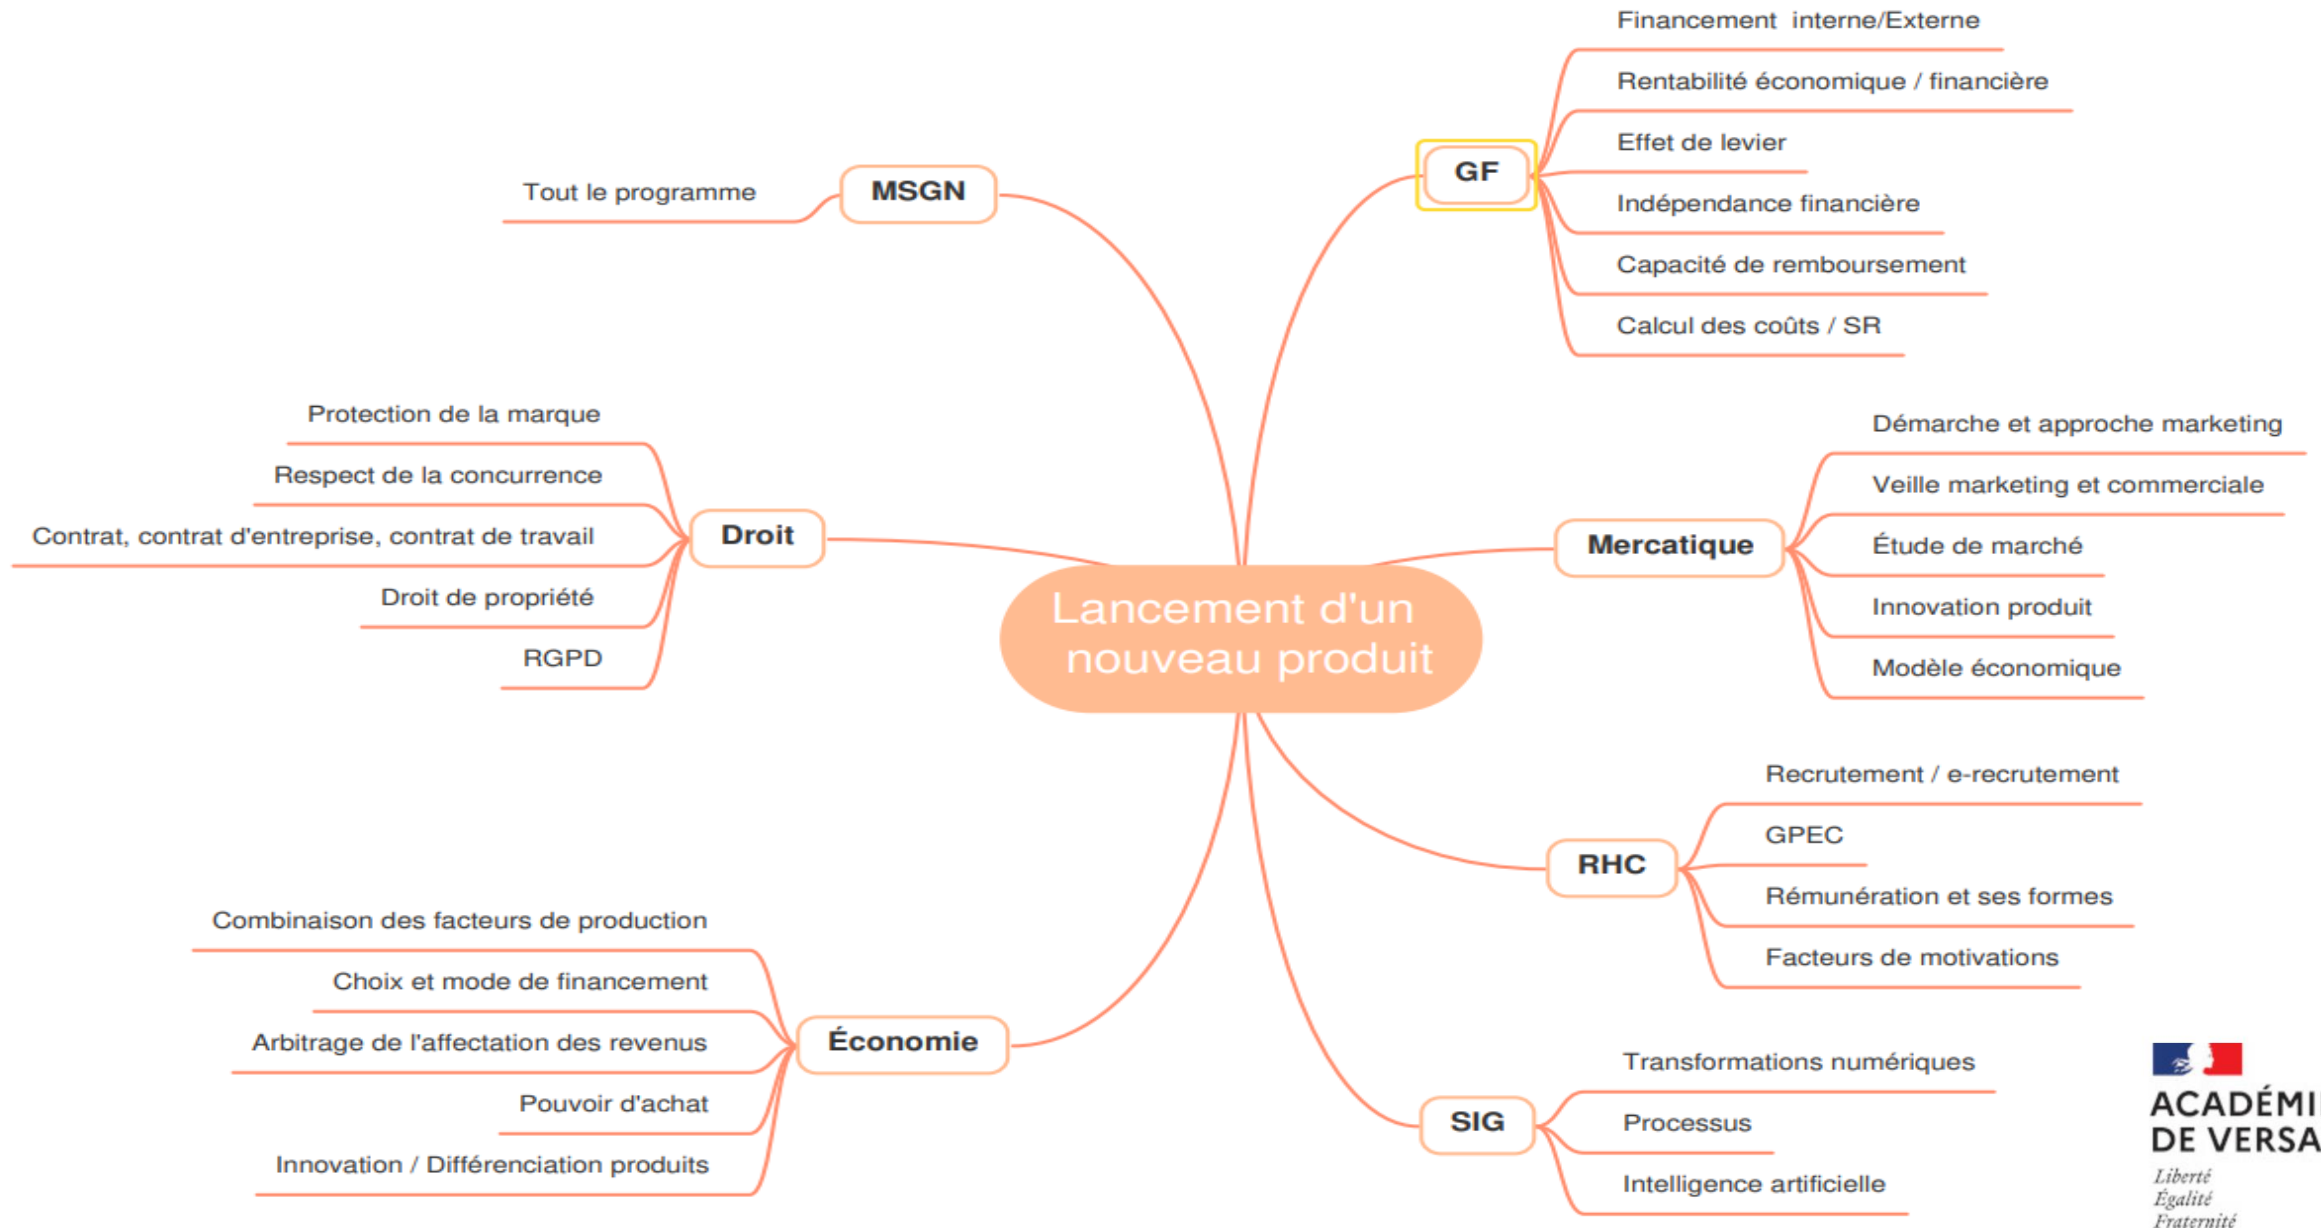 Lancement d'un
nouveau produit
MSGN
Tout le programme
Droit
Protection de la marque
Respect de la concurrence
Contrat, contrat d'entreprise, contrat de travail
Droit de propriété
RGPD
Économie
Combinaison des facteurs de production
Choix et mode de financement
Arbitrage de l'affectation des revenus
Pouvoir d'achat
Innovation / Différenciation produits
GF
Financement interne/Externe
Rentabilité économique / financière
Effet de levier
Indépendance financière
Capacité de remboursement
Calcul des coûts / SR
Mercatique
Démarche et approche marketing
Veille marketing et commerciale
Étude de marché
Innovation produit
Modèle économique
RHC
Recrutement / e-recrutement
GPEC
Rémunération et ses formes
Facteurs de motivations
SIG
Transformations numériques
Processus
Intelligence artificielle
DE
Liberté
Égalité
Fraternité